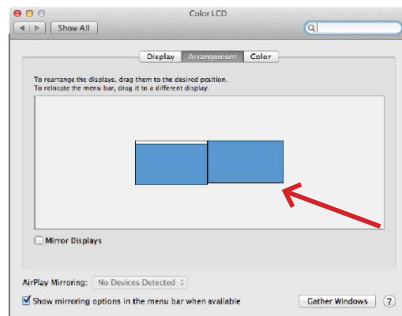 Color LCD
Show All
Display Arrangement Color
To rearrange the displays, drag them to the desired position.
To relocate the menu bar, drag it to a different display.
Mirror Displays
AirPlay Mirroring: No Devices Detected
Show mirroring options in the menu bar when available
Gather Windows ?